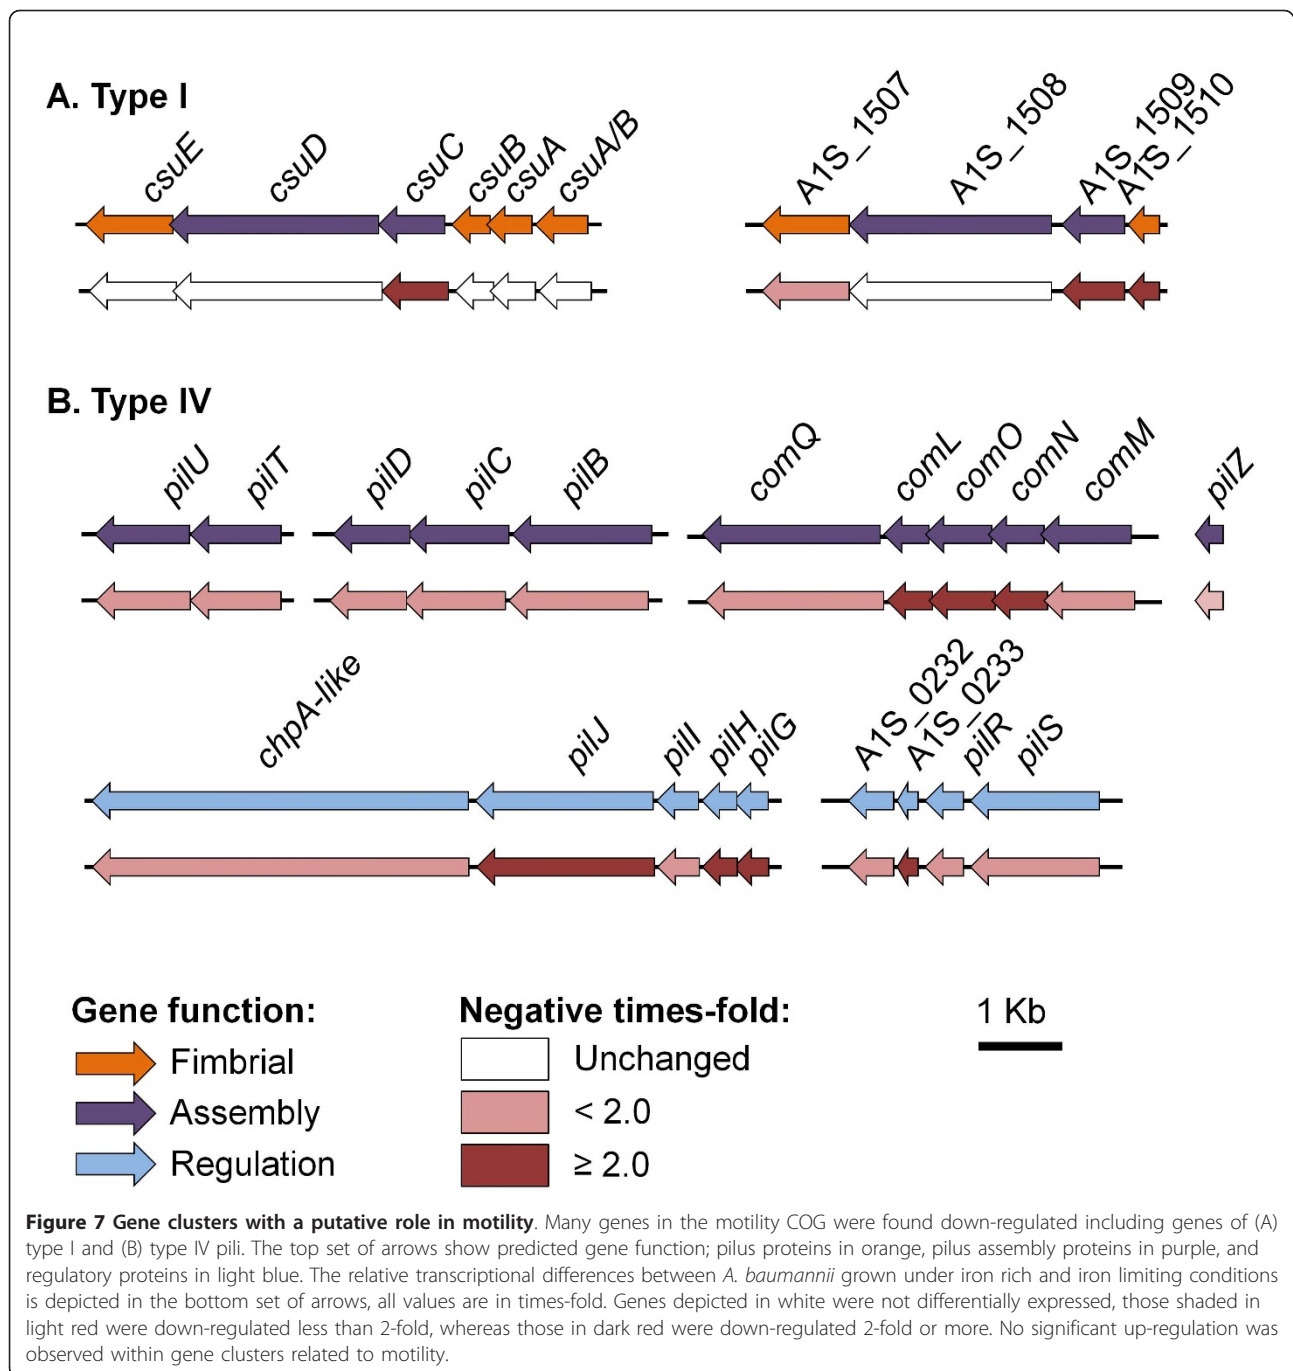 A. Type I
csuE csuD csuC csuB csuA csuA/B A1S_1507 A1S_1508 A1S_1509 A1S_1510
B. Type IV
pilU pilT pilD pilC pilB comQ comL comO comN comM pilZ
chpA-like pilJ pilI pilH pilG A1S_0232 A1S_0233 pilR pilS
Gene function: Negative times-fold: 1 Kb
Fimbrial Unchanged
Assembly < 2.0
Regulation ≥ 2.0
Figure 7 Gene clusters with a putative role in motility. Many genes in the motility COG were found down-regulated including genes of (A)
type I and (B) type IV pili. The top set of arrows show predicted gene function; pilus proteins in orange, pilus assembly proteins in purple, and
regulatory proteins in light blue. The relative transcriptional differences between A. baumannii grown under iron rich and iron limiting conditions
is depicted in the bottom set of arrows, all values are in times-fold. Genes depicted in white were not differentially expressed, those shaded in
light red were down-regulated less than 2-fold, whereas those in dark red were down-regulated 2-fold or more. No significant up-regulation was
observed within gene clusters related to motility.